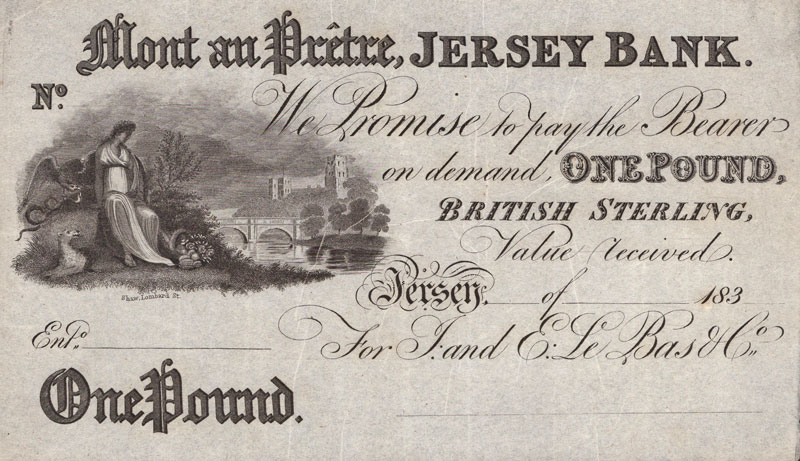 Mont au Prêtre, JERSEY BANK.
No.
We Promise to pay the Bearer
on demand, ONE POUND,
BRITISH STERLING,
Value received.
Jersey, of 183
Shaw, Lombard St.
Entd.
For J. and E. Le Bas & Co.
One Pound.